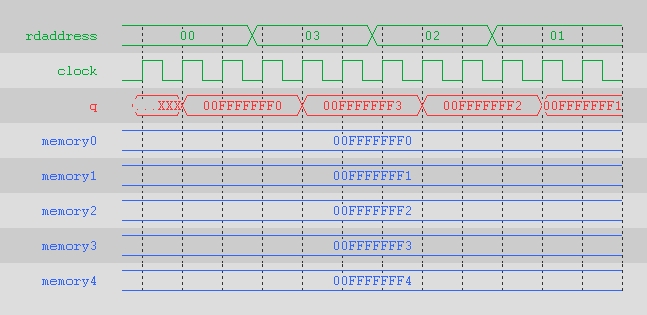 rdaddress 00 03 02 01
clock
q ...XXX 00FFFFFFF0 00FFFFFFF3 00FFFFFFF2 00FFFFFFF1
memory0 00FFFFFFF0
memory1 00FFFFFFF1
memory2 00FFFFFFF2
memory3 00FFFFFFF3
memory4 00FFFFFFF4